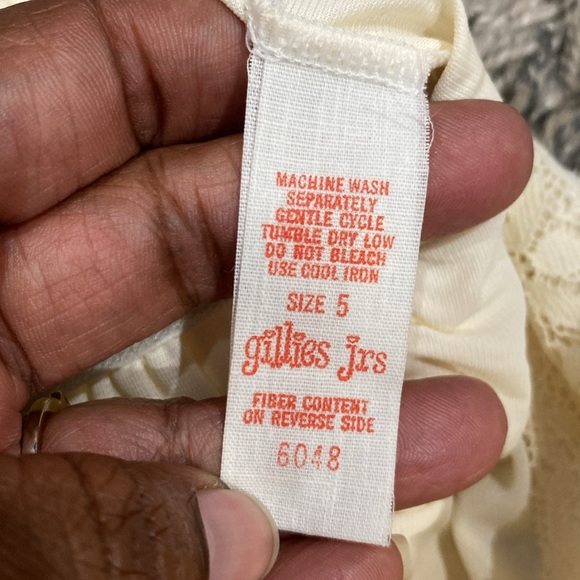 MACHINE WASH
SEPARATELY
GENTLE CYCLE
TUMBLE DRY LOW
DO NOT BLEACH
USE COOL IRON
SIZE 5
gillies jrs
FIBER CONTENT
ON REVERSE SIDE
6048